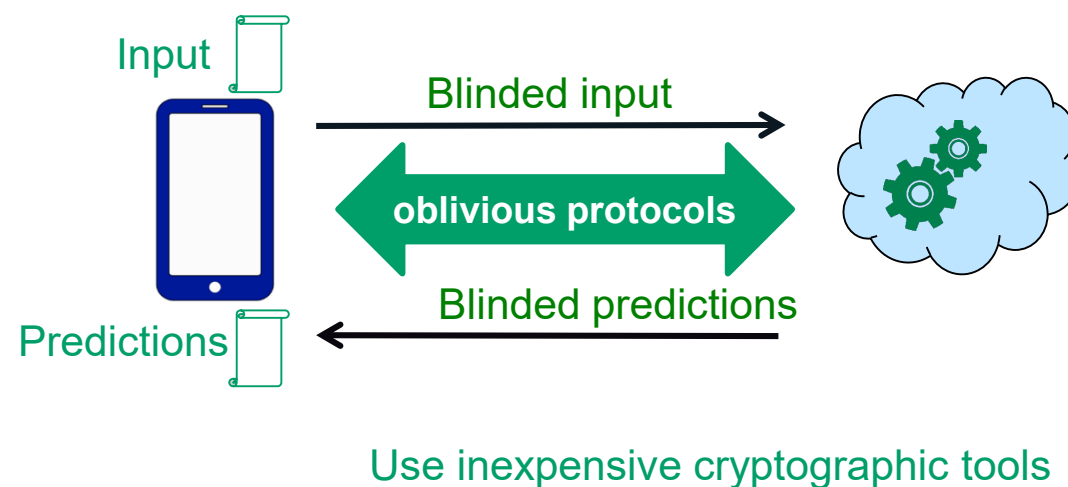 Input
Blinded input
oblivious protocols
Blinded predictions
Predictions
Use inexpensive cryptographic tools